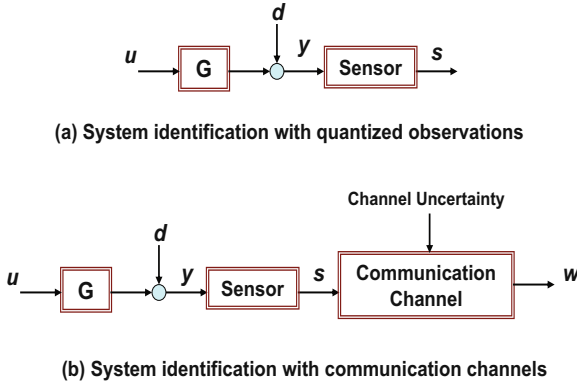 d
u
G
y
Sensor
s
(a) System identification with quantized observations
Channel Uncertainty
d
u
G
y
Sensor
s
Communication
Channel
w
(b) System identification with communication channels